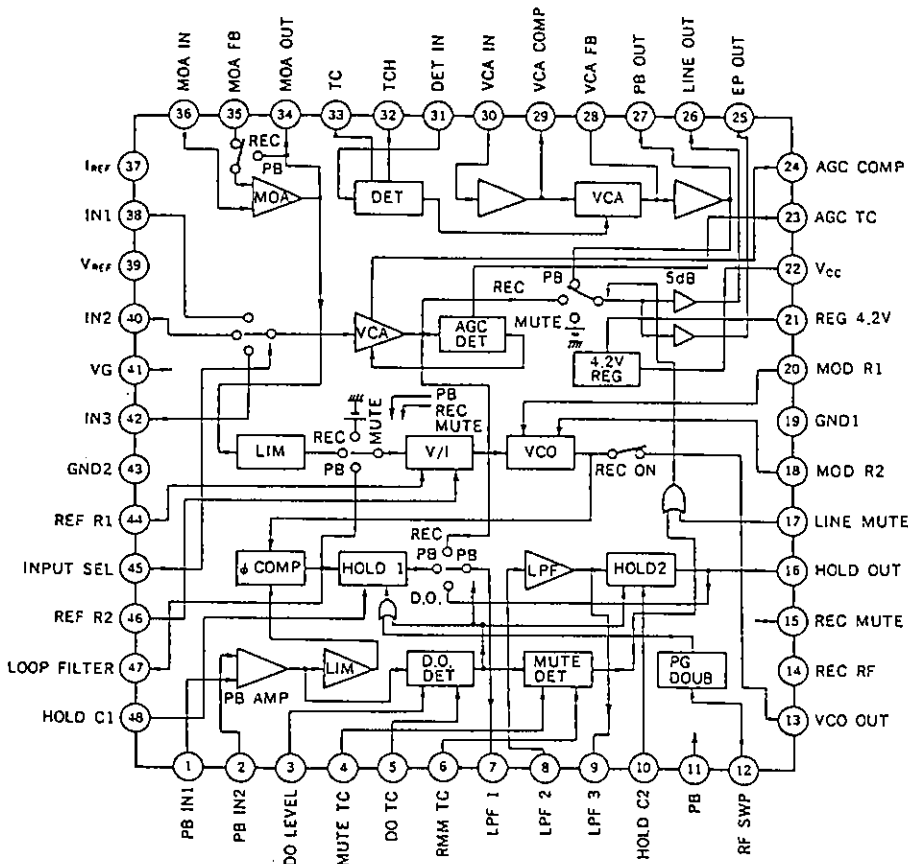 MOA IN
MOA FB
MOA OUT
TC
TCH
DET IN
VCA IN
VCA COMP
VCA FB
PB OUT
LINE OUT
EP OUT
36
35
34
33
32
31
30
29
28
27
26
25
IREF
37
REC
PB
MOA
DET
VCA
24
AGC COMP
IN1
38
23
AGC TC
VREF
39
PB
5dB
22
VCC
REC
IN2
40
VCA
AGC
DET
MUTE
21
REG 4.2V
4.2V
REG
VG
41
20
MOD R1
PB
REC
MUTE
MUTE
IN3
42
REC
19
GND1
LIM
V/I
VCO
GND2
43
PB
REC ON
18
MOD R2
REF R1
44
17
LINE MUTE
REC
INPUT SEL
45
ϕ COMP
HOLD 1
PB
PB
LPF
HOLD2
16
HOLD OUT
D.O.
REF R2
46
15
REC MUTE
LOOP FILTER
47
PB AMP
LIM
D.O.
DET
MUTE
DET
PG
DOUB
14
REC RF
HOLD C1
48
13
VCO OUT
1
2
3
4
5
6
7
8
9
10
11
12
PB IN1
PB IN2
DO LEVEL
MUTE TC
DO TC
RMM TC
LPF 1
LPF 2
LPF 3
HOLD C2
PB
RF SWP